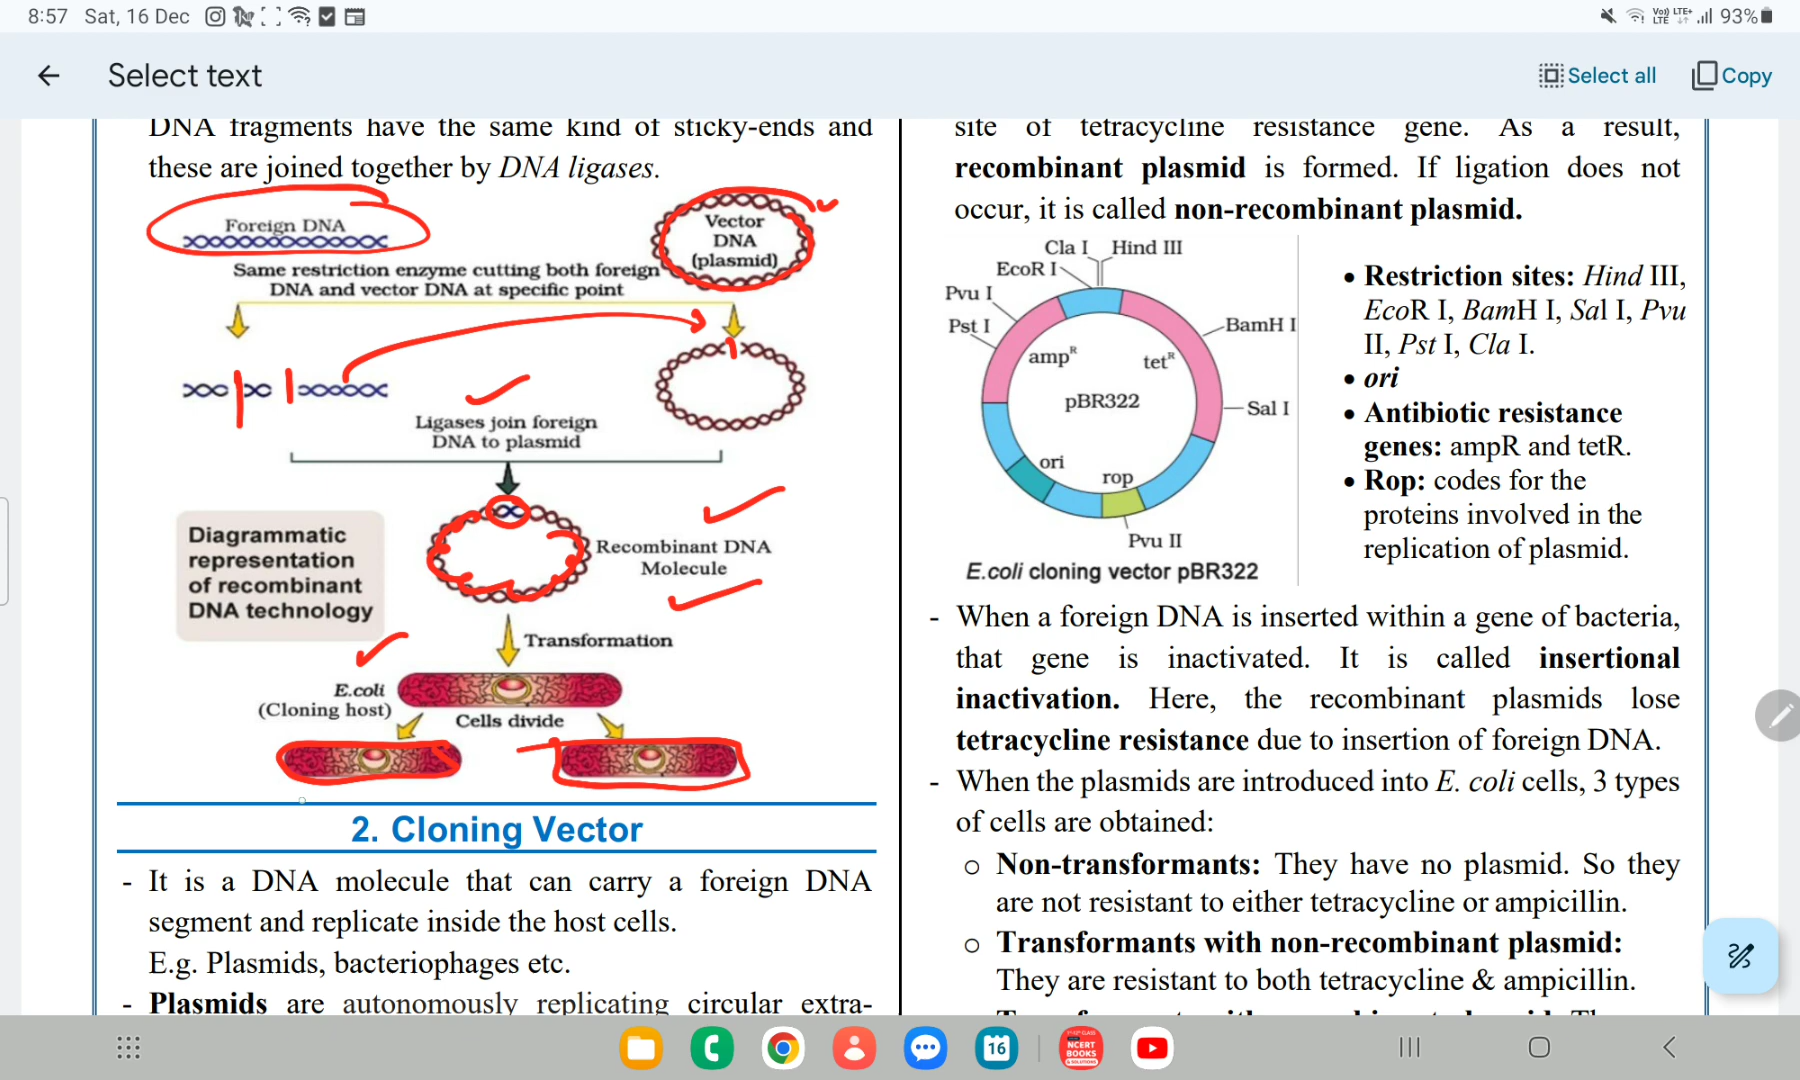 8:57 Sat, 16 Dec
Vo)) LTE+
LTE
93%
Select text
Select all
Copy
DNA fragments have the same kind of sticky-ends and
these are joined together by DNA ligases.
Foreign DNA
Vector
DNA
(plasmid)
Same restriction enzyme cutting both foreign
DNA and vector DNA at specific point
Ligases join foreign
DNA to plasmid
Diagrammatic
representation
of recombinant
DNA technology
Recombinant DNA
Molecule
Transformation
E.coli
(Cloning host)
Cells divide
2. Cloning Vector
- It is a DNA molecule that can carry a foreign DNA
segment and replicate inside the host cells.
E.g. Plasmids, bacteriophages etc.
- Plasmids are autonomously replicating circular extra-
site of tetracycline resistance gene. As a result,
recombinant plasmid is formed. If ligation does not
occur, it is called non-recombinant plasmid.
Cla I Hind III
EcoR I
Pvu I
Pst I
BamH I
ampR
tetR
pBR322
Sal I
ori
rop
Pvu II
E.coli cloning vector pBR322
• Restriction sites: Hind III,
EcoR I, BamH I, Sal I, Pvu
II, Pst I, Cla I.
• ori
• Antibiotic resistance
genes: ampR and tetR.
• Rop: codes for the
proteins involved in the
replication of plasmid.
- When a foreign DNA is inserted within a gene of bacteria,
that gene is inactivated. It is called insertional
inactivation. Here, the recombinant plasmids lose
tetracycline resistance due to insertion of foreign DNA.
- When the plasmids are introduced into E. coli cells, 3 types
of cells are obtained:
o Non-transformants: They have no plasmid. So they
are not resistant to either tetracycline or ampicillin.
o Transformants with non-recombinant plasmid:
They are resistant to both tetracycline & ampicillin.
16
NCERT
BOOKS